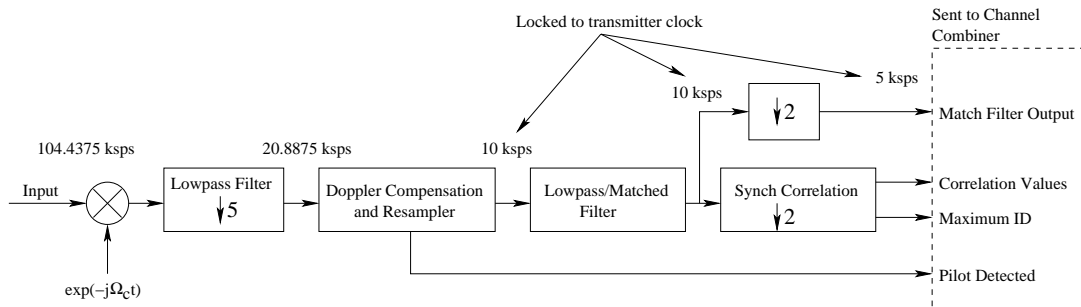 Sent to Channel
Combiner
Locked to transmitter clock
5 ksps
10 ksps
↓2
Match Filter Output
104.4375 ksps
20.8875 ksps
10 ksps
Input
Lowpass Filter
↓5
Doppler Compensation
and Resampler
Lowpass/Matched
Filter
Synch Correlation
↓2
Correlation Values
Maximum ID
Pilot Detected
exp(-jΩct)